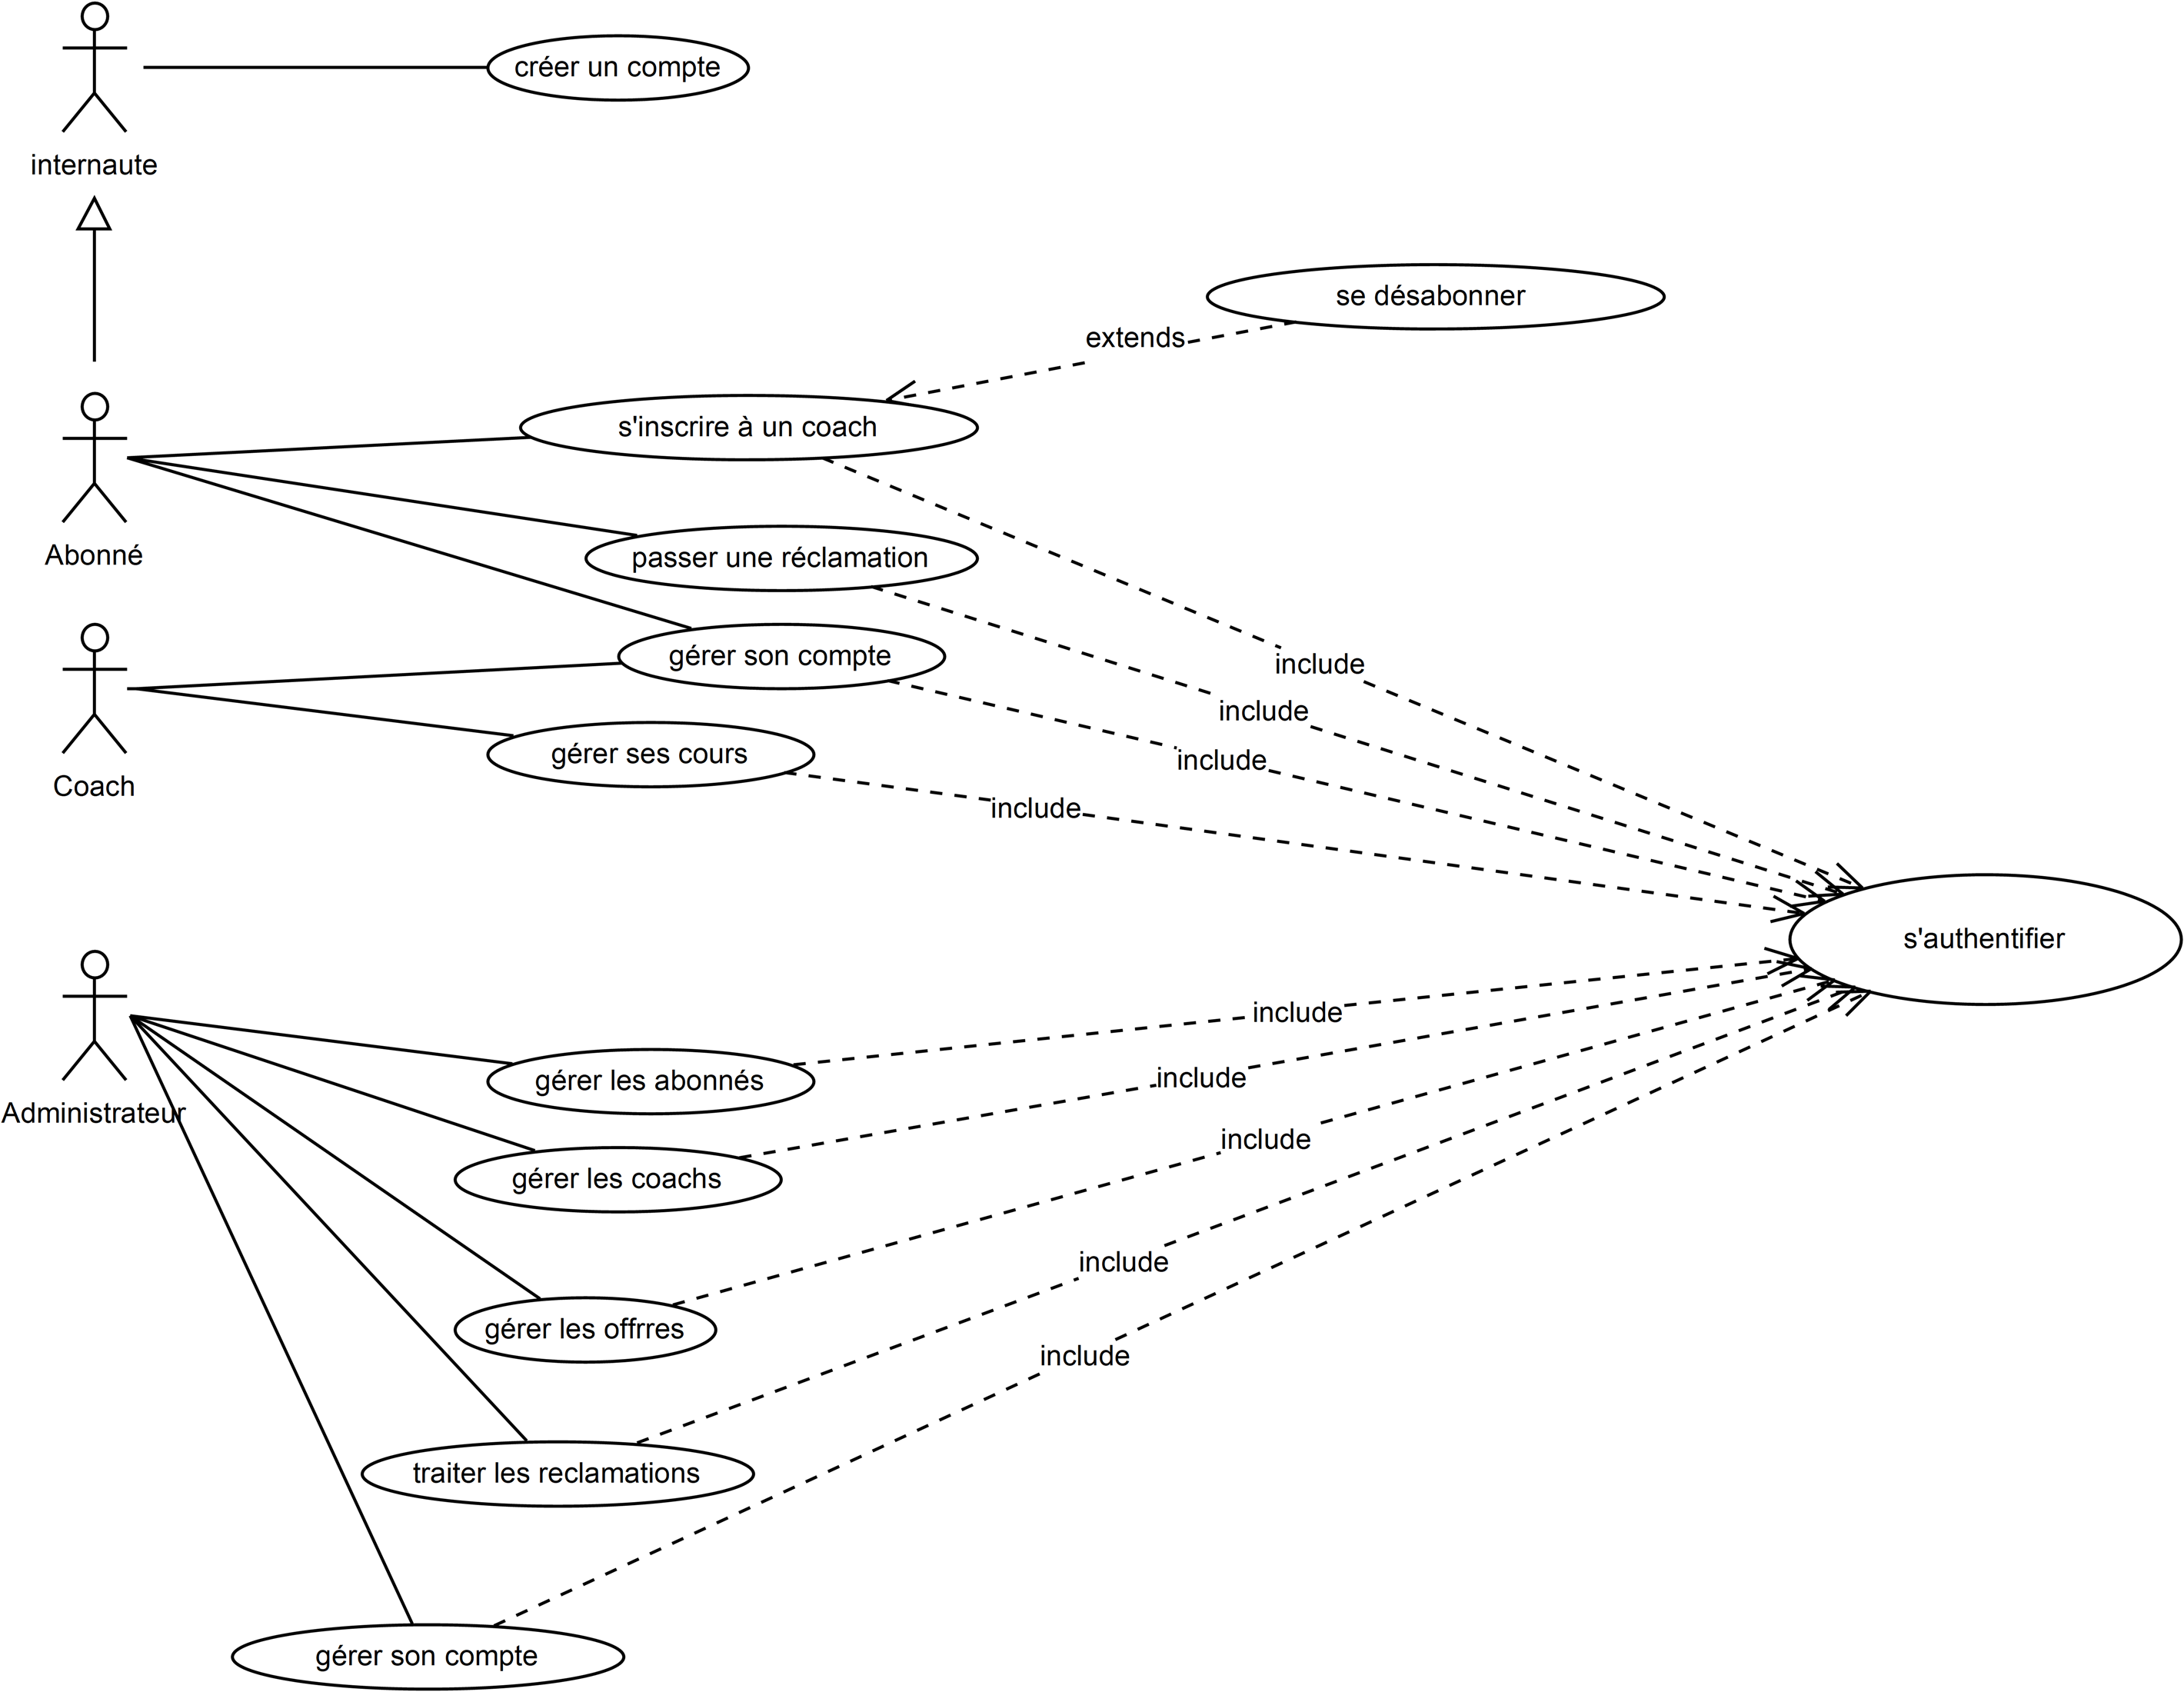 créer un compte
internaute
se désabonner
extends
s'inscrire à un coach
Abonné
passer une réclamation
gérer son compte
include
include
gérer ses cours
include
Coach
include
s'authentifier
include
gérer les abonnés
include
Administrateur
include
gérer les coachs
include
gérer les offrres
include
traiter les reclamations
gérer son compte